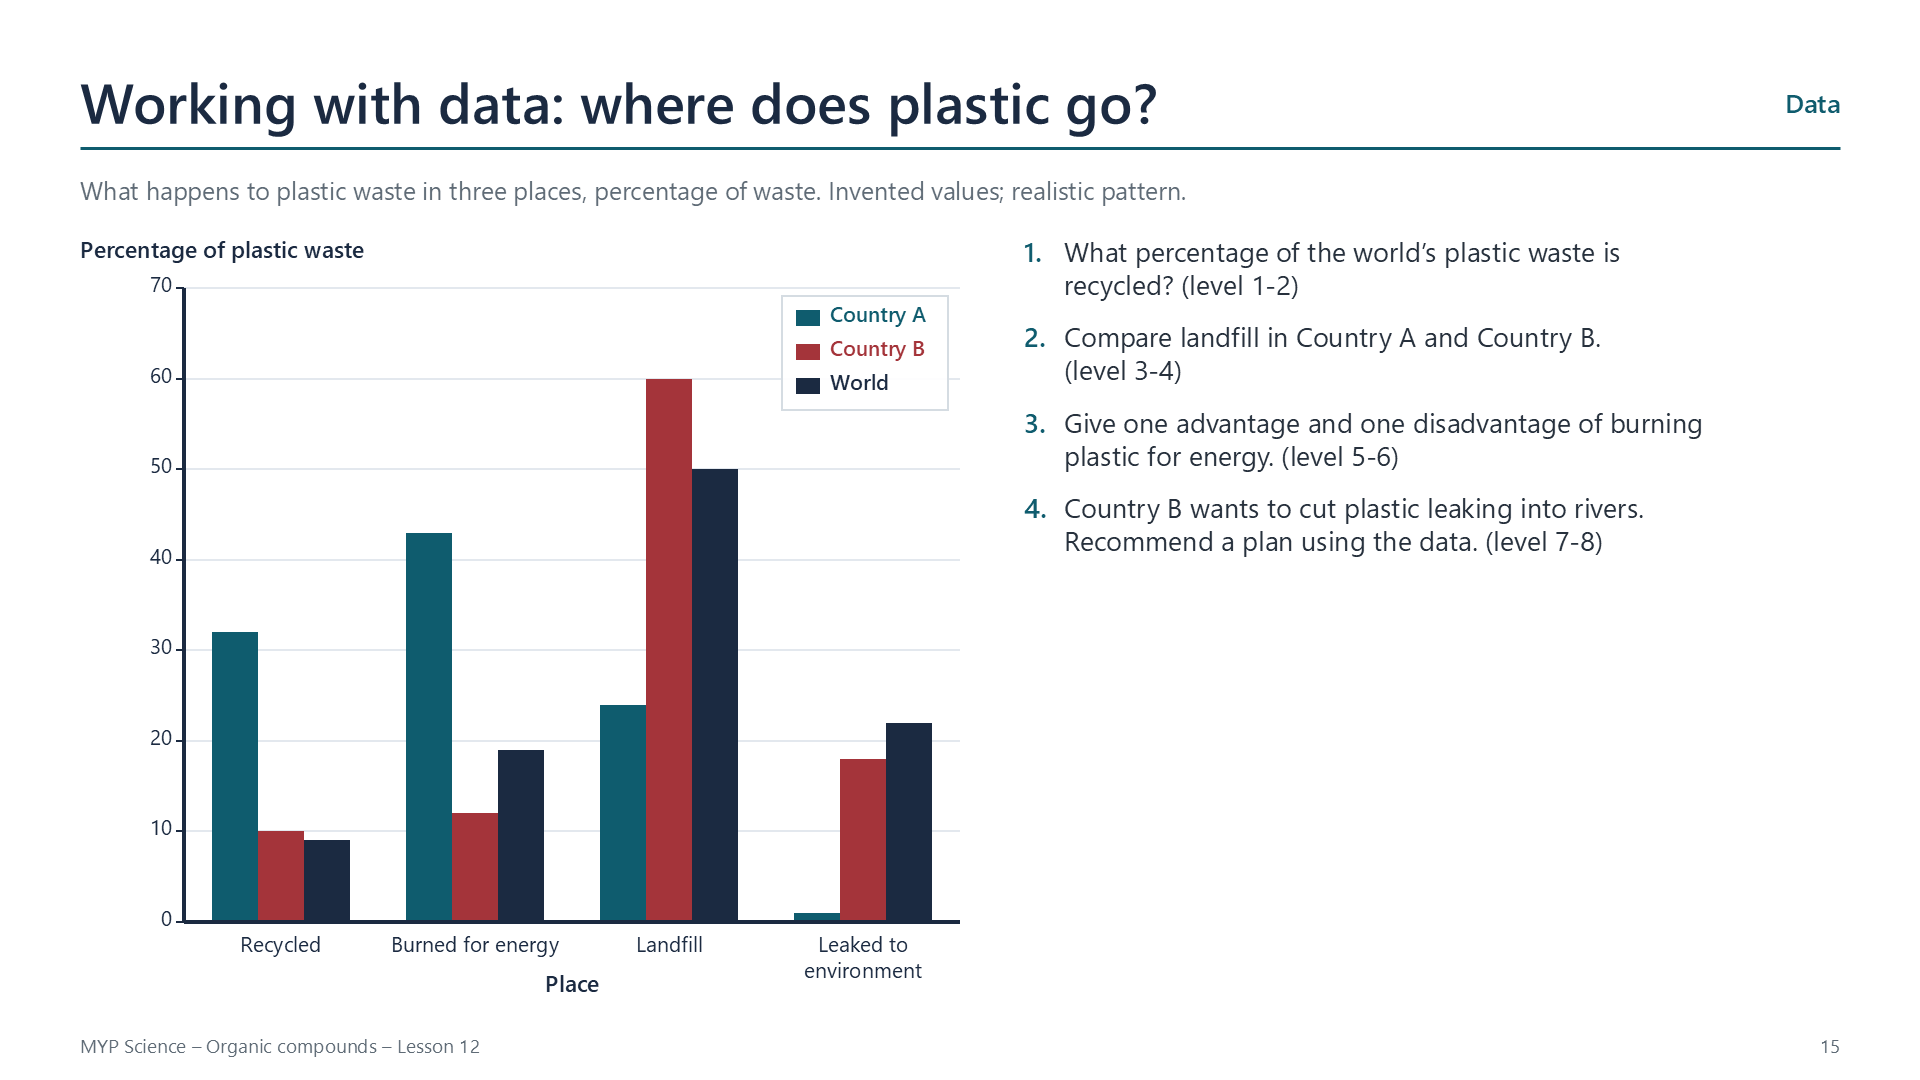 Working with data: where does plastic go?
Data
What happens to plastic waste in three places, percentage of waste. Invented values; realistic pattern.
Percentage of plastic waste
70
60
50
40
30
20
10
0
Country A
Country B
World
Recycled
Burned for energy
Landfill
Leaked to
environment
Place
1. What percentage of the world’s plastic waste is
recycled? (level 1-2)
2. Compare landfill in Country A and Country B.
(level 3-4)
3. Give one advantage and one disadvantage of burning
plastic for energy. (level 5-6)
4. Country B wants to cut plastic leaking into rivers.
Recommend a plan using the data. (level 7-8)
MYP Science – Organic compounds – Lesson 12
15